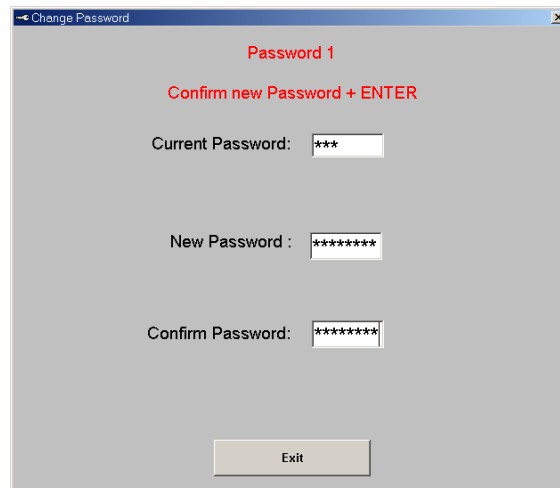 Change Password
Password 1
Confirm new Password + ENTER
Current Password: ***
New Password : ********
Confirm Password: ********
Exit